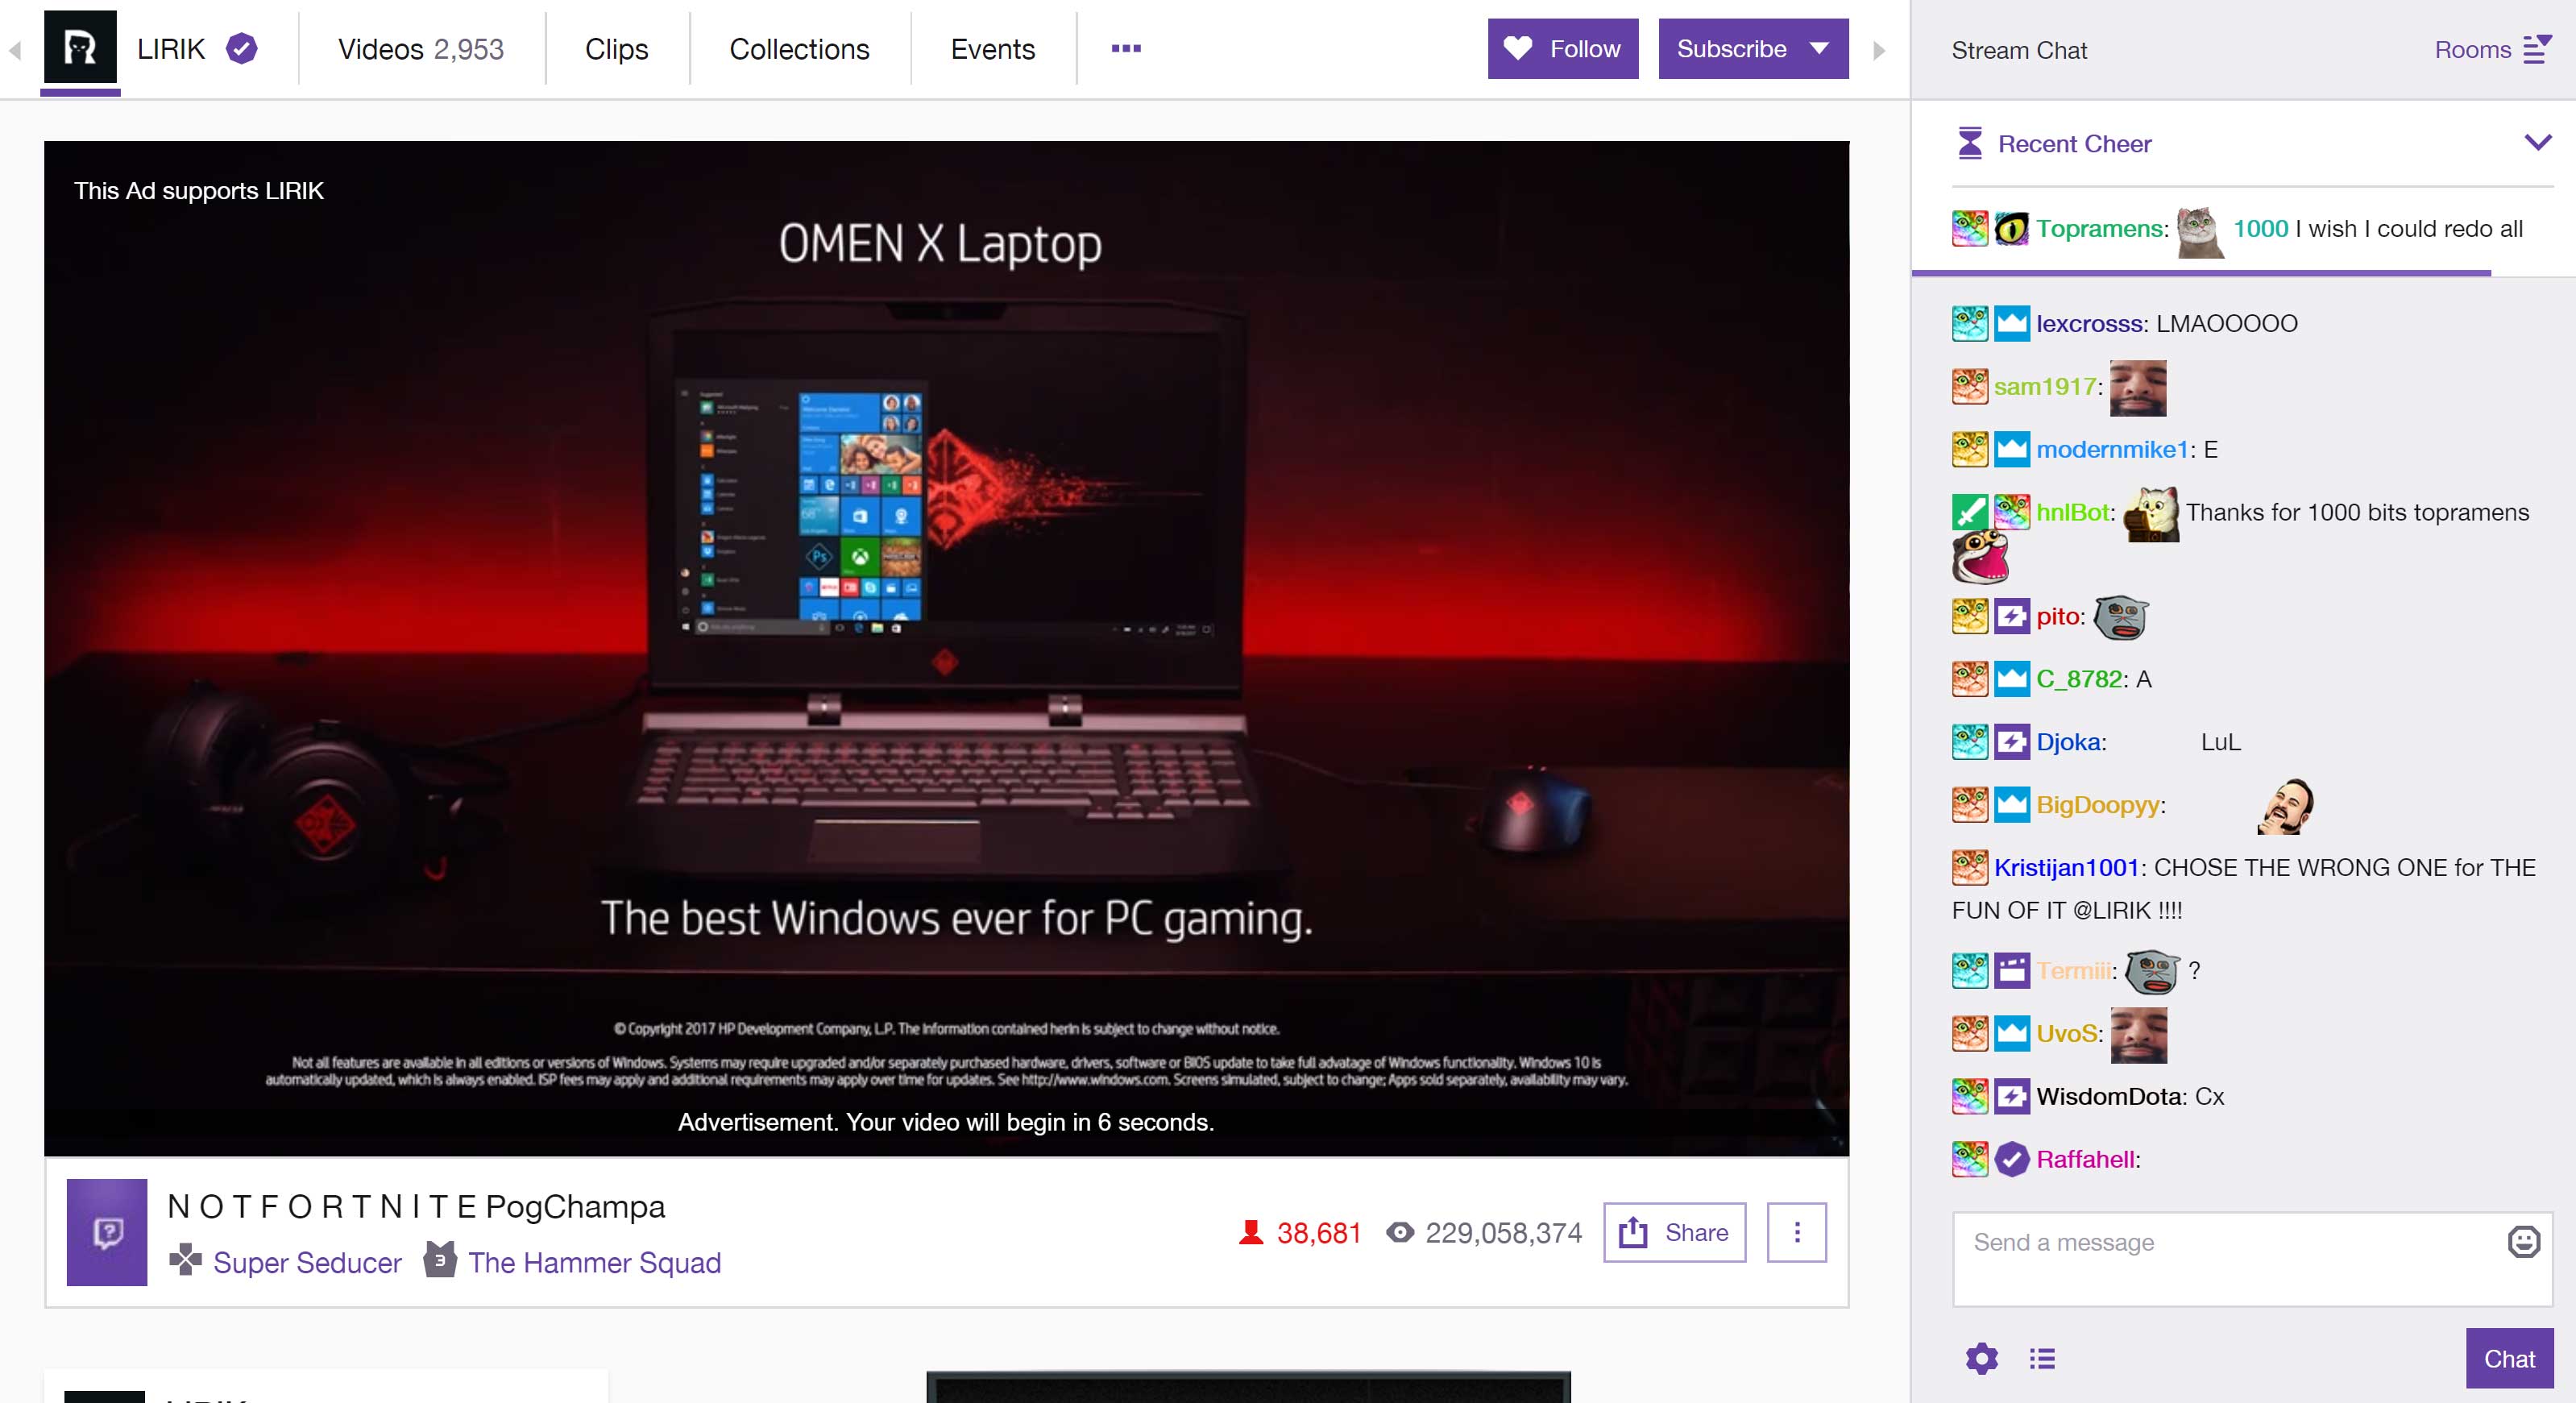 LIRIK
Videos 2,953
Clips
Collections
Events
Follow
Subscribe
Stream Chat
Rooms
This Ad supports LIRIK
OMEN X Laptop
Ps
The best Windows ever for PC gaming.
© Copyright 2017 HP Development Company, L.P. The information contained herin is subject to change without notice.
Not all features are available in all editions or versions of Windows. Systems may require upgraded and/or separately purchased hardware, drivers, software or BIOS update to take full advatage of Windows functionality. Windows 10 is
automatically updated, which is always enabled. ISP fees may apply and additional requirements may apply over time for updates. See http://www.windows.com. Screens simulated, subject to change; Apps sold separately, availability may vary.
Advertisement. Your video will begin in 6 seconds.
N O T F O R T N I T E PogChampa
Super Seducer 3 The Hammer Squad
38,681
229,058,374
Share
LIRIK
Recent Cheer
Topramens: 1000 I wish I could redo all
lexcrosss: LMAOOOOO
sam1917:
modernmike1: E
hnlBot: Thanks for 1000 bits topramens
pito:
C_8782: A
Djoka: LuL
BigDoopyy:
Kristijan1001: CHOSE THE WRONG ONE for THE
FUN OF IT @LIRIK !!!!
Termiii: ?
UvoS:
WisdomDota: Cx
Raffahell:
Send a message
Chat